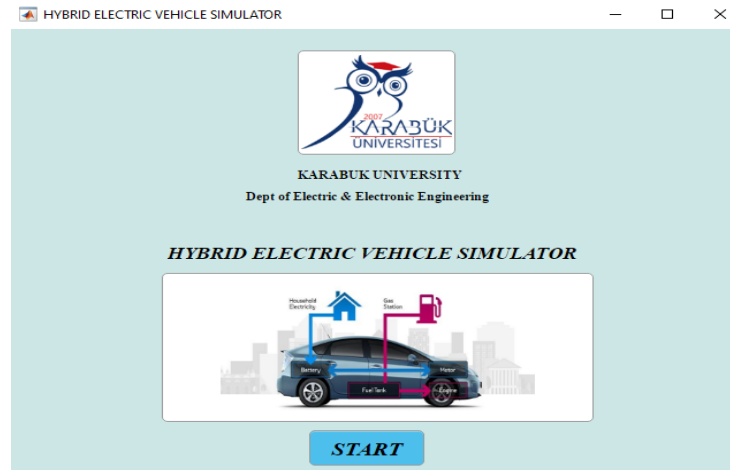 HYBRID ELECTRIC VEHICLE SIMULATOR
2007
KARABÜK
ÜNİVERSİTESİ
KARABUK UNIVERSITY
Dept of Electric & Electronic Engineering
HYBRID ELECTRIC VEHICLE SIMULATOR
Household
Electricity
Gas
Station
Battery
Motor
Fuel Tank
Engine
START